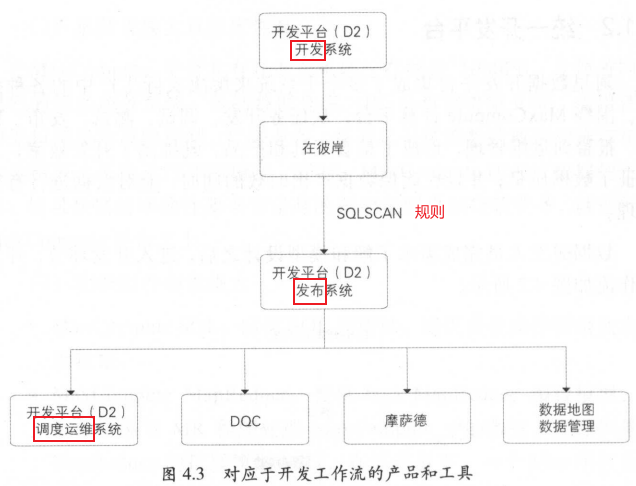 开发平台（D2）
开发系统
在彼岸
SQLSCAN 规则
开发平台（D2）
发布系统
开发平台（D2）
调度运维系统
DQC
摩萨德
数据地图
数据管理
图 4.3 对应于开发工作流的产品和工具